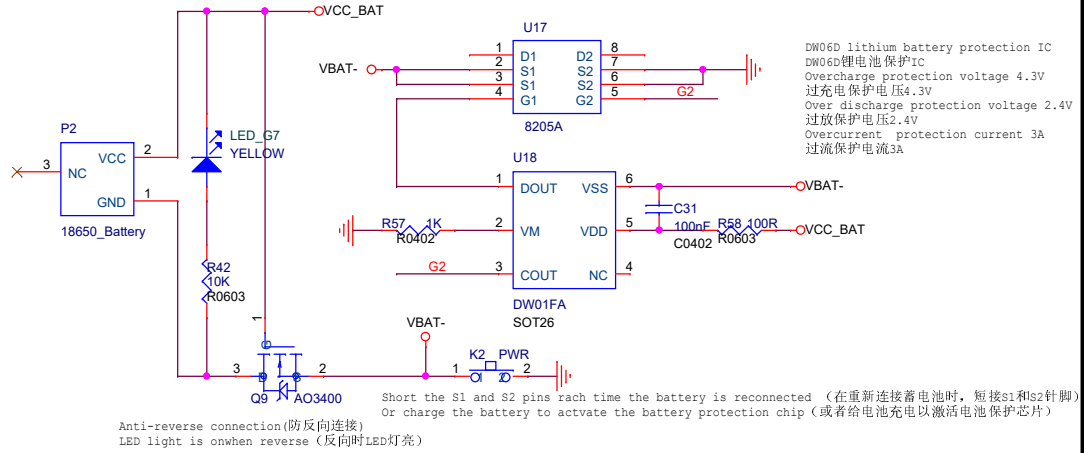 VCC_BAT
P2
VCC
2
3
NC
1
GND
18650_Battery
LED_G7
YELLOW
R42
10K
R0603
1
G
3
D
S
2
Q9
AO3400
Anti-reverse connection(防反向连接)
LED light is onwhen reverse（反向时LED灯亮）
U17
VBAT-
1
D1
D2
8
2
S1
S2
7
3
S1
S2
6
4
G1
G2
5
G2
8205A
U18
1
DOUT
VSS
6
VBAT-
C31
100nF
C0402
R57
1K
R0402
2
VM
VDD
5
R58
100R
R0603
VCC_BAT
G2
3
COUT
NC
4
DW01FA
SOT26
VBAT-
K2
PWR
1
1
2
2
Short the S1 and S2 pins rach time the battery is reconnected（在重新连接蓄电池时，短接S1和S2针脚）
Or charge the battery to actvate the battery protection chip（或者给电池充电以激活电池保护芯片）
DW06D lithium battery protection IC
DW06D锂电池保护IC
Overcharge protection voltage 4.3V
过充电保护电压4.3V
Over discharge protection voltage 2.4V
过放保护电压2.4V
Overcurrent protection current 3A
过流保护电流3A